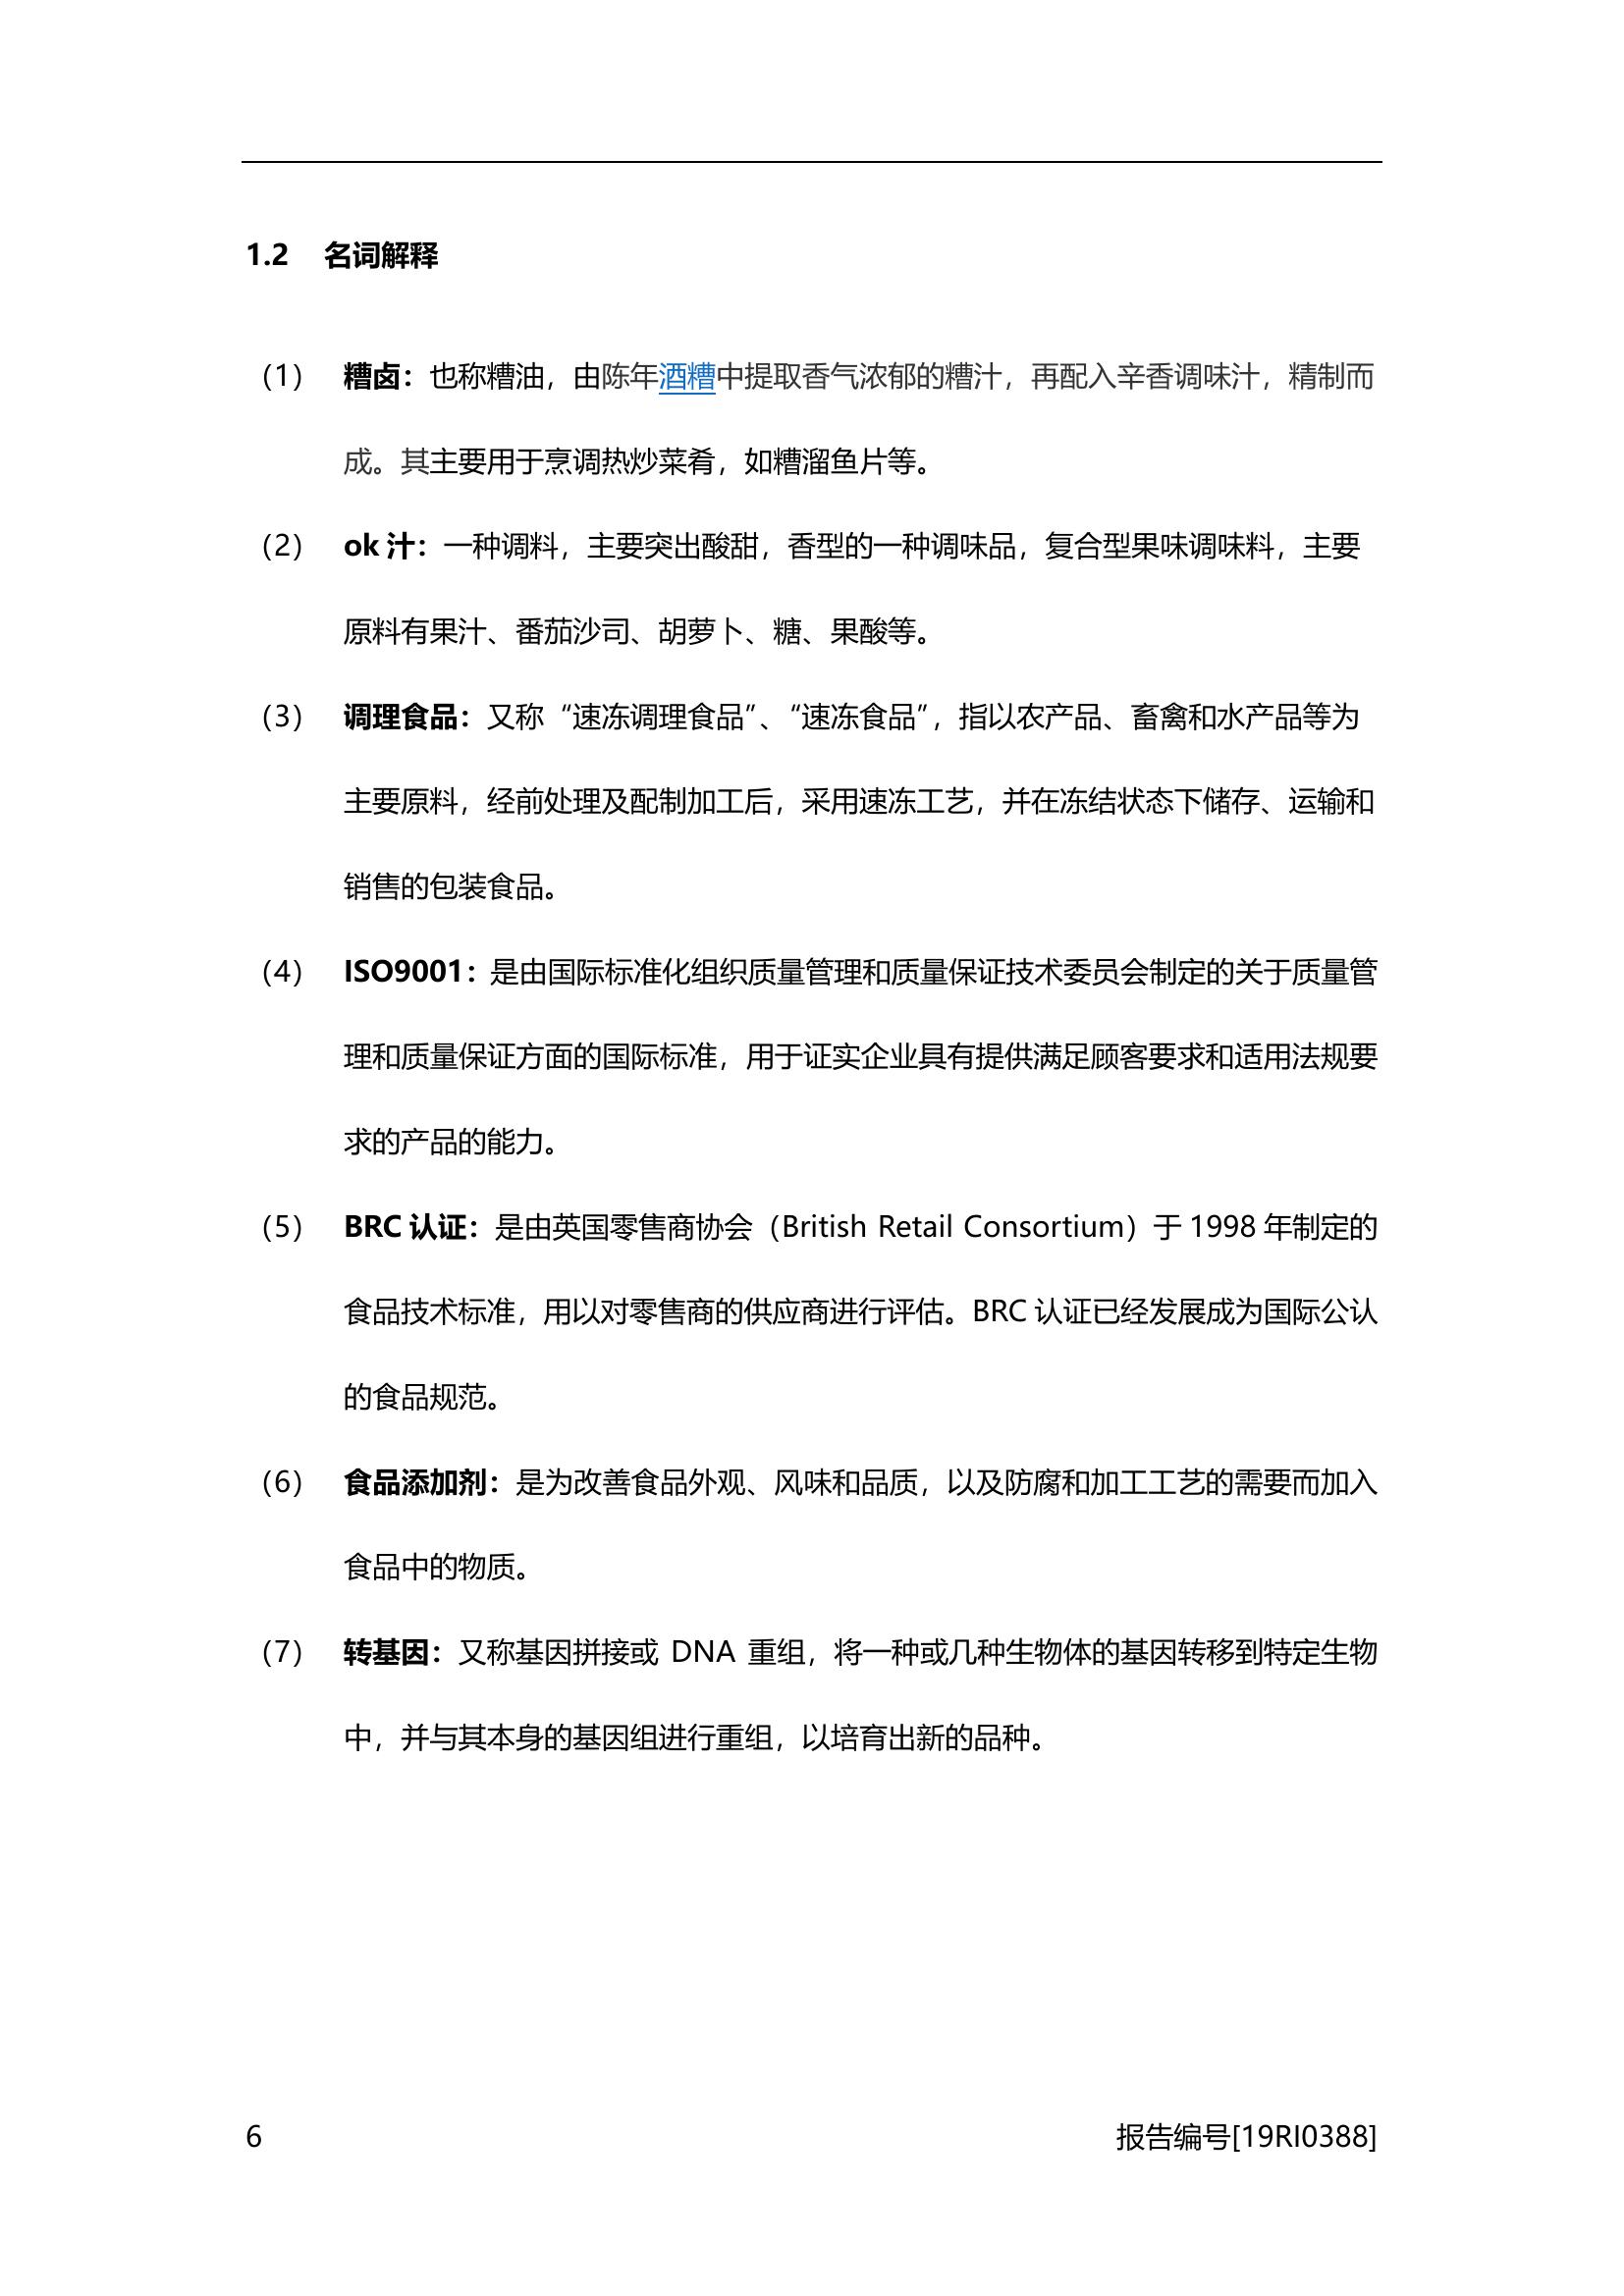 1.2 名词解释
（1） 糟卤：也称糟油，由陈年酒糟中提取香气浓郁的糟汁，再配入辛香调味汁，精制而
成。其主要用于烹调热炒菜肴，如糟溜鱼片等。
（2） ok 汁：一种调料，主要突出酸甜，香型的一种调味品，复合型果味调味料，主要
原料有果汁、番茄沙司、胡萝卜、糖、果酸等。
（3） 调理食品：又称“速冻调理食品”、“速冻食品”，指以农产品、畜禽和水产品等为
主要原料，经前处理及配制加工后，采用速冻工艺，并在冻结状态下储存、运输和
销售的包装食品。
（4） ISO9001：是由国际标准化组织质量管理和质量保证技术委员会制定的关于质量管
理和质量保证方面的国际标准，用于证实企业具有提供满足顾客要求和适用法规要
求的产品的能力。
（5） BRC 认证：是由英国零售商协会（British Retail Consortium）于 1998 年制定的
食品技术标准，用以对零售商的供应商进行评估。BRC 认证已经发展成为国际公认
的食品规范。
（6） 食品添加剂：是为改善食品外观、风味和品质，以及防腐和加工工艺的需要而加入
食品中的物质。
（7） 转基因：又称基因拼接或 DNA 重组，将一种或几种生物体的基因转移到特定生物
中，并与其本身的基因组进行重组，以培育出新的品种。
6 报告编号[19RI0388]